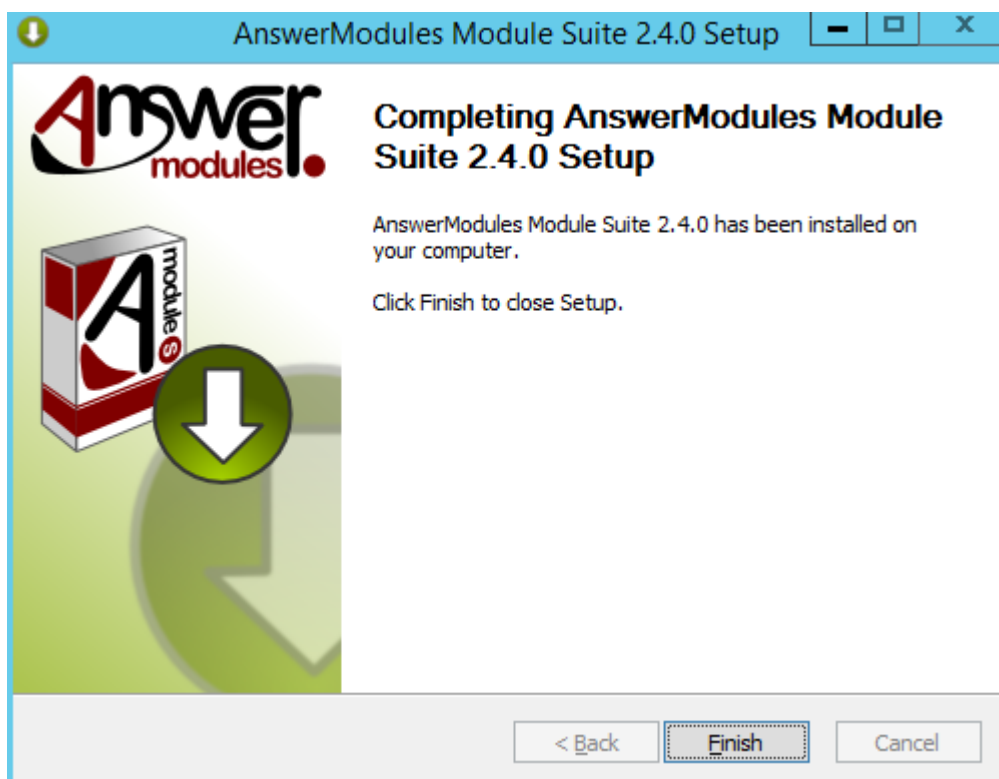 AnswerModules Module Suite 2.4.0 Setup
X
Answer
modules
Completing AnswerModules Module
Suite 2.4.0 Setup
AnswerModules Module Suite 2.4.0 has been installed on
your computer.
Click Finish to close Setup.
A
module s
< Back
Finish
Cancel